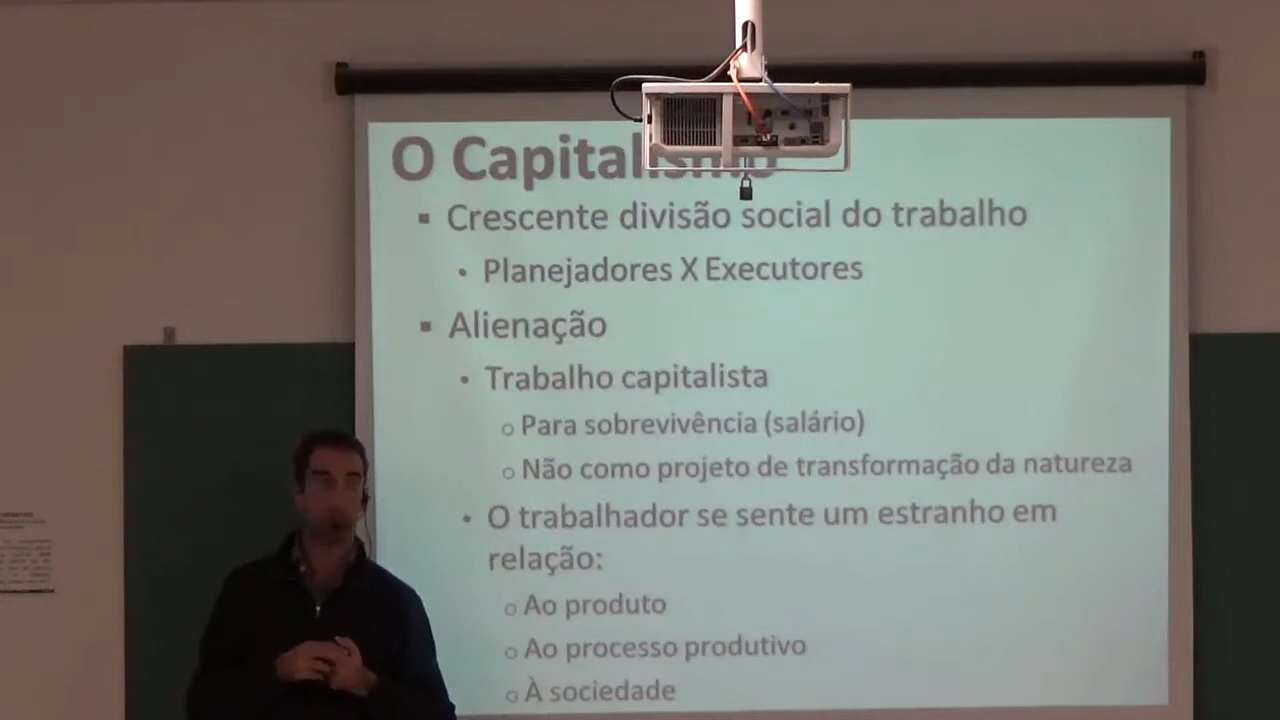 O Capitalismo
▪ Crescente divisão social do trabalho
• Planejadores X Executores
▪ Alienação
• Trabalho capitalista
o Para sobrevivência (salário)
o Não como projeto de transformação da natureza
• O trabalhador se sente um estranho em
relação:
o Ao produto
o Ao processo produtivo
o À sociedade